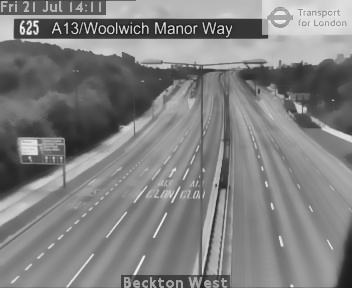 Fri 21 Jul 14:11
Transport
for London
625 A13/Woolwich Manor Way
Beckton West